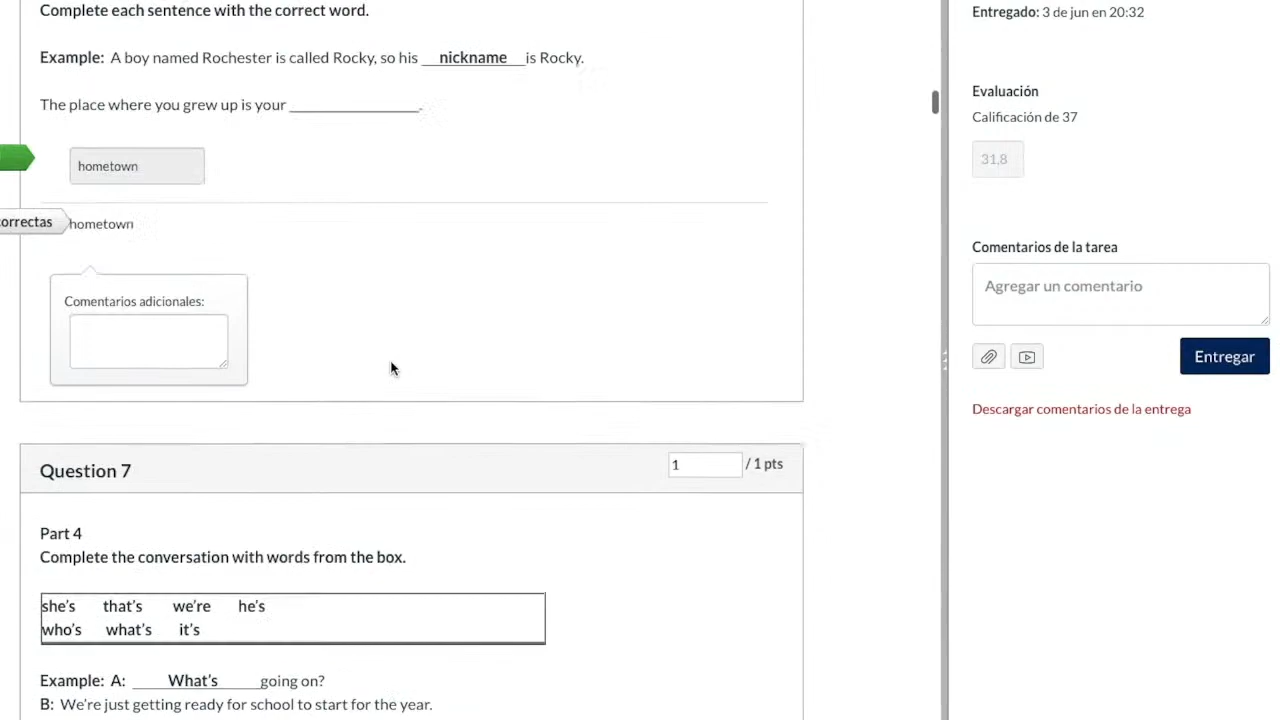 Complete each sentence with the correct word.
Example: A boy named Rochester is called Rocky, so his __nickname__ is Rocky.
The place where you grew up is your ________________.
hometown
correctas
hometown
Comentarios adicionales:
Question 7
1 / 1 pts
Part 4
Complete the conversation with words from the box.
she's that's we're he's
who's what's it's
Example: A: ____What's_____going on?
B: We're just getting ready for school to start for the year.
Entregado: 3 de jun en 20:32
Evaluación
Calificación de 37
31,8
Comentarios de la tarea
Agregar un comentario
Entregar
Descargar comentarios de la entrega